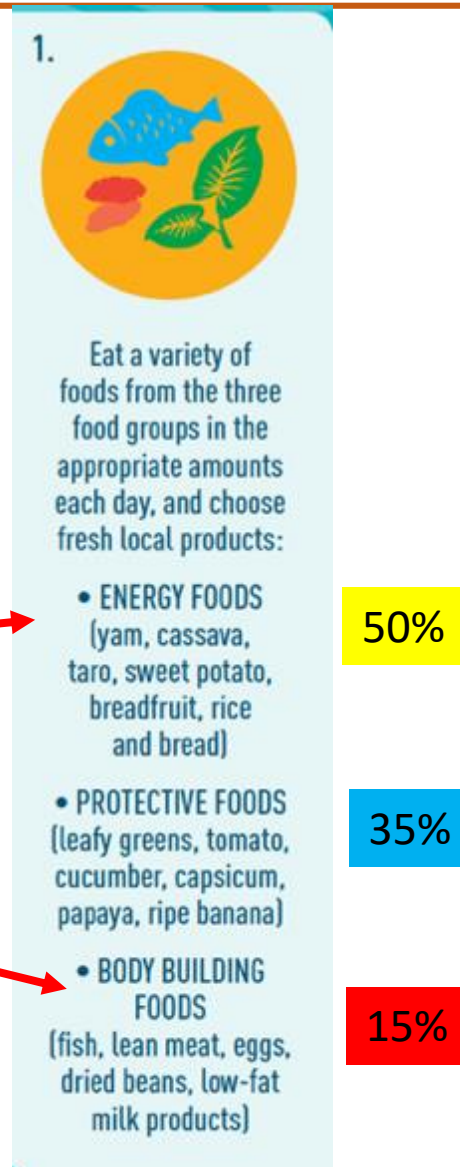 1.
Eat a variety of
foods from the three
food groups in the
appropriate amounts
each day, and choose
fresh local products:
• ENERGY FOODS
(yam, cassava,
taro, sweet potato,
breadfruit, rice
and bread)
50%
• PROTECTIVE FOODS
(leafy greens, tomato,
cucumber, capsicum,
papaya, ripe banana)
35%
• BODY BUILDING
FOODS
(fish, lean meat, eggs,
dried beans, low-fat
milk products)
15%